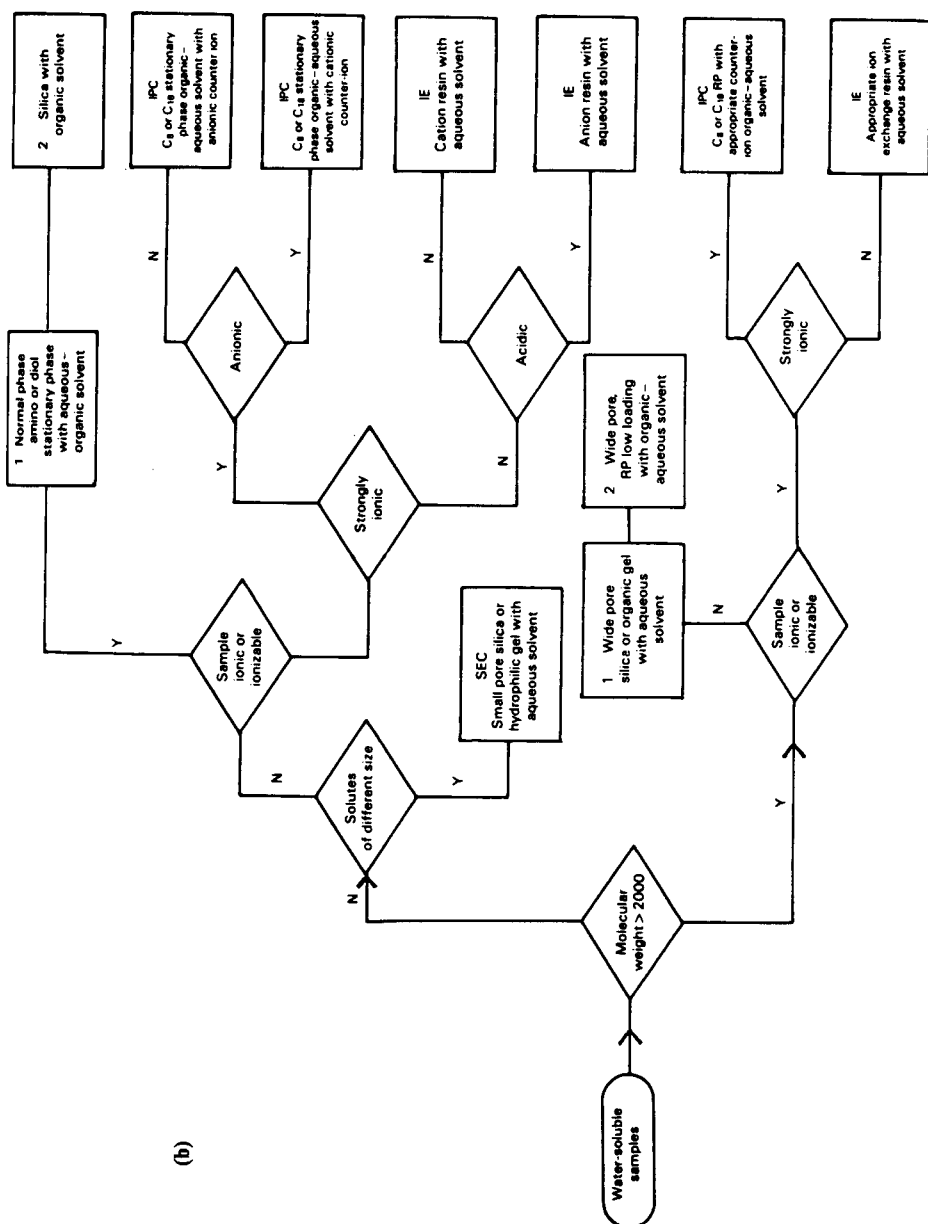 (b)
Water-soluble
samples
Molecular
weight > 2000
N
Y
Solutes
of different size
N
Y
SEC
Small pore silica or
hydrophilic gel with
aqueous solvent
Sample
ionic or
ionizable
Y
1 Normal phase
amino or diol
stationary phase
with aqueous-
organic solvent
2 Silica with
organic solvent
Strongly
ionic
Y
N
Anionic
N
Y
IPC
C8 or C18 stationary
phase organic-
aqueous solvent with
anionic counter ion
IPC
C8 or C18 stationary
phase organic-aqueous
solvent with cationic
counter-ion
Acidic
N
Y
IE
Cation resin with
aqueous solvent
IE
Anion resin with
aqueous solvent
Sample
ionic or
ionizable
N
Y
1 Wide pore
silica or organic gel
with aqueous
solvent
2 Wide pore,
RP low loading
with organic-
aqueous solvent
Strongly
ionic
Y
N
IPC
C8 or C18 RP with
appropriate counter-
ion organic-aqueous
solvent
IE
Appropriate ion
exchange resin with
aqueous solvent